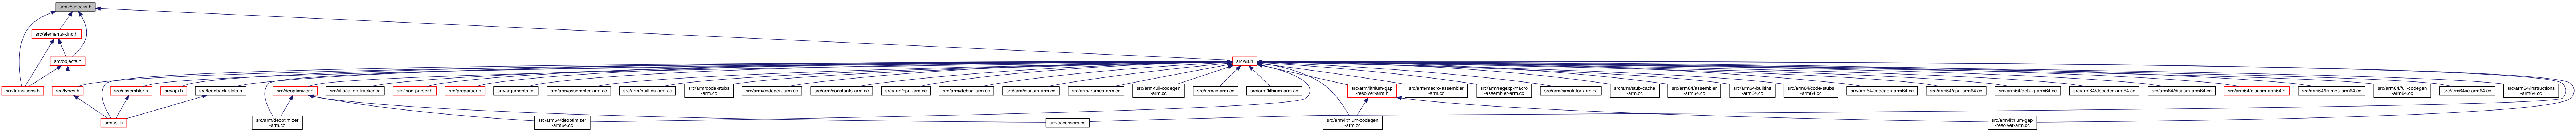 src/v8checks.h
src/elements-kind.h
src/objects.h
src/v8.h
src/transitions.h
src/types.h
src/assembler.h
src/api.h
src/feedback-slots.h
src/deoptimizer.h
src/allocation-tracker.cc
src/json-parser.h
src/preparser.h
src/arguments.cc
src/arm/assembler-arm.cc
src/arm/builtins-arm.cc
src/arm/code-stubs
-arm.cc
src/arm/codegen-arm.cc
src/arm/constants-arm.cc
src/arm/cpu-arm.cc
src/arm/debug-arm.cc
src/arm/disasm-arm.cc
src/arm/frames-arm.cc
src/arm/full-codegen
-arm.cc
src/arm/ic-arm.cc
src/arm/lithium-arm.cc
src/arm/lithium-gap
-resolver-arm.h
src/arm/macro-assembler
-arm.cc
src/arm/regexp-macro
-assembler-arm.cc
src/arm/simulator-arm.cc
src/arm/stub-cache
-arm.cc
src/arm64/assembler
-arm64.cc
src/arm64/builtins
-arm64.cc
src/arm64/code-stubs
-arm64.cc
src/arm64/codegen-arm64.cc
src/arm64/cpu-arm64.cc
src/arm64/debug-arm64.cc
src/arm64/decoder-arm64.cc
src/arm64/disasm-arm64.cc
src/arm64/disasm-arm64.h
src/arm64/frames-arm64.cc
src/arm64/full-codegen
-arm64.cc
src/arm64/ic-arm64.cc
src/arm64/instructions
-arm64.cc
src/ast.h
src/arm/deoptimizer
-arm.cc
src/arm64/deoptimizer
-arm64.cc
src/accessors.cc
src/arm/lithium-codegen
-arm.cc
src/arm/lithium-gap
-resolver-arm.cc